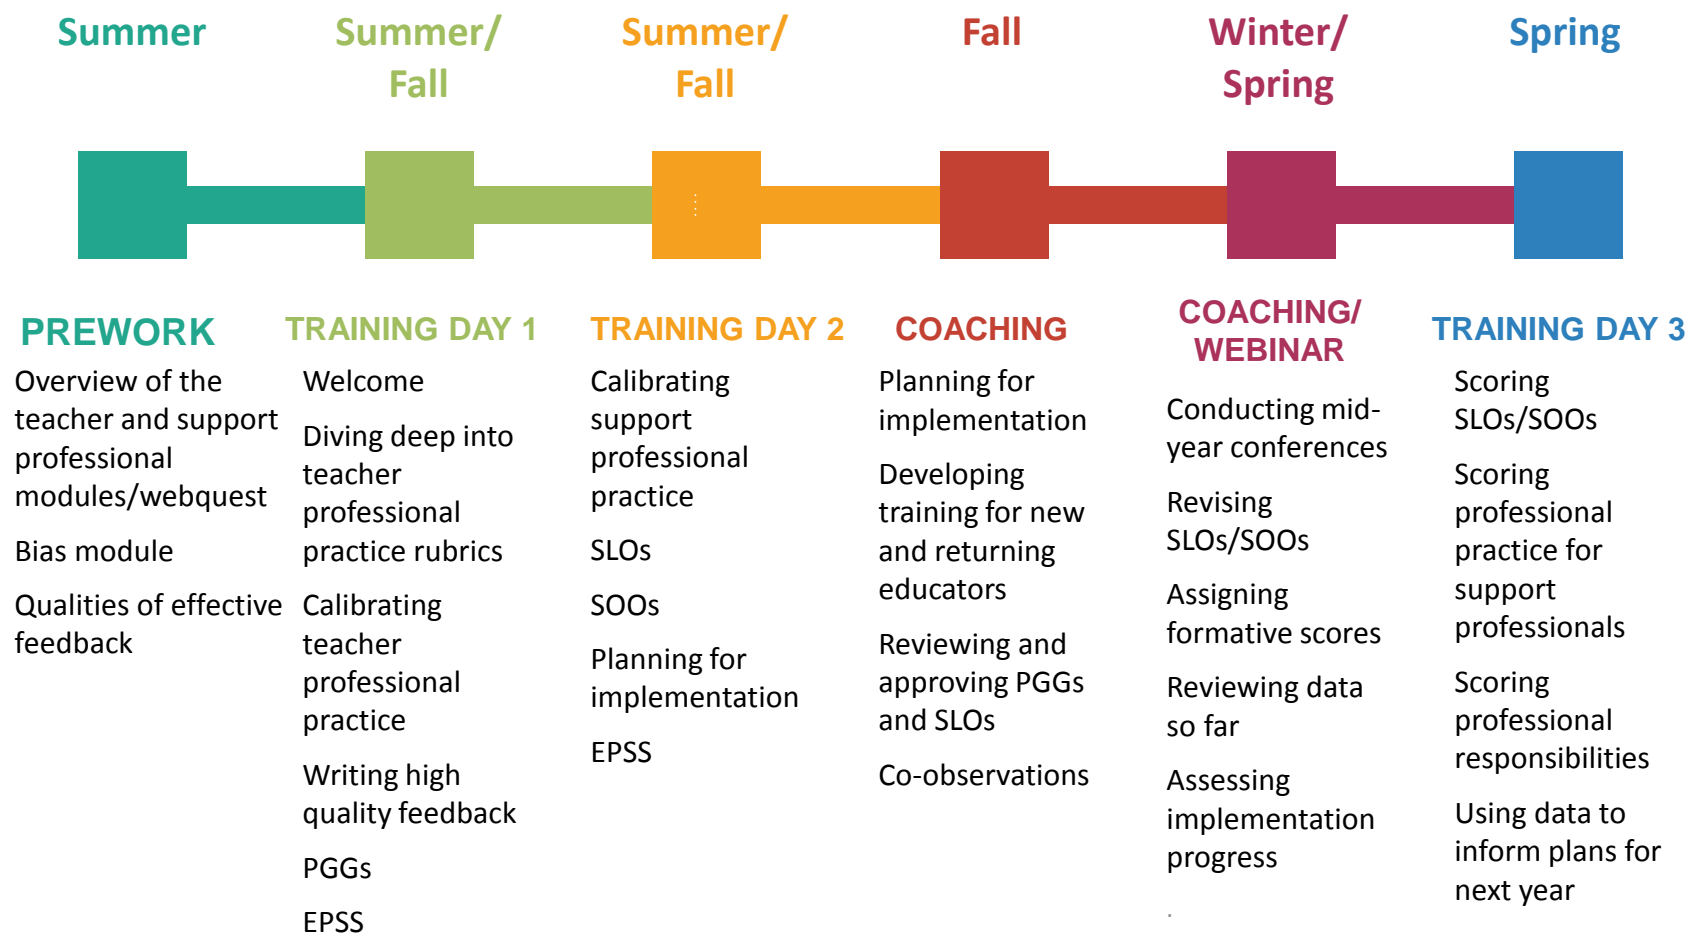 Summer
Summer/
Fall
Summer/
Fall
Fall
Winter/
Spring
Spring
PREWORK
Overview of the
teacher and support
professional
modules/webquest
Bias module
Qualities of effective
feedback
TRAINING DAY 1
Welcome
Diving deep into
teacher
professional
practice rubrics
Calibrating
teacher
professional
practice
Writing high
quality feedback
PGGs
EPSS
TRAINING DAY 2
Calibrating
support
professional
practice
SLOs
SOOs
Planning for
implementation
EPSS
COACHING
Planning for
implementation
Developing
training for new
and returning
educators
Reviewing and
approving PGGs
and SLOs
Co-observations
COACHING/
WEBINAR
Conducting mid-
year conferences
Revising
SLOs/SOOs
Assigning
formative scores
Reviewing data
so far
Assessing
implementation
progress
.
TRAINING DAY 3
Scoring
SLOs/SOOs
Scoring
professional
practice for
support
professionals
Scoring
professional
responsibilities
Using data to
inform plans for
next year